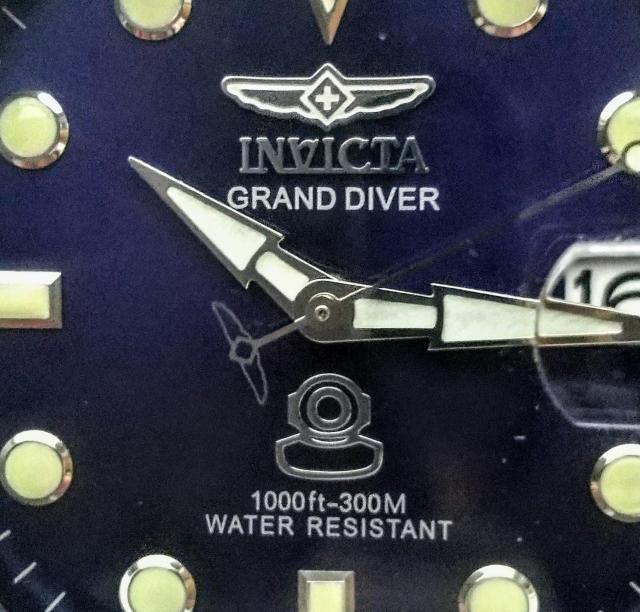 INVICTA
GRAND DIVER
1000ft-300M
WATER RESISTANT